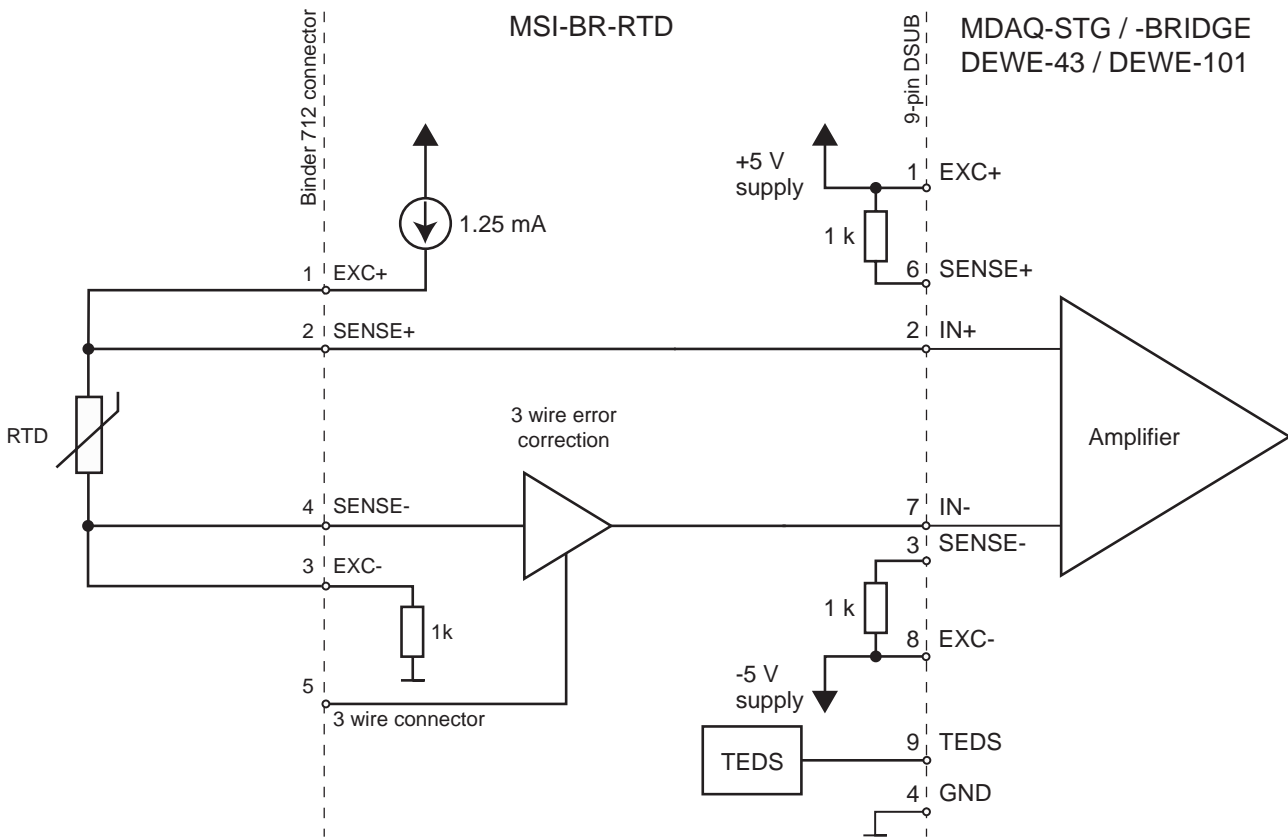 MSI-BR-RTD
MDAQ-STG / -BRIDGE
DEWE-43 / DEWE-101
Binder 712 connector
9-pin DSUB
+5 V
supply
1 EXC+
1.25 mA
1 k
1 EXC+
6 SENSE+
2 SENSE+
2 IN+
3 wire error
correction
RTD
Amplifier
4 SENSE-
7 IN-
3 SENSE-
3 EXC-
1k
1 k
8 EXC-
-5 V
supply
5
3 wire connector
TEDS
9 TEDS
4 GND